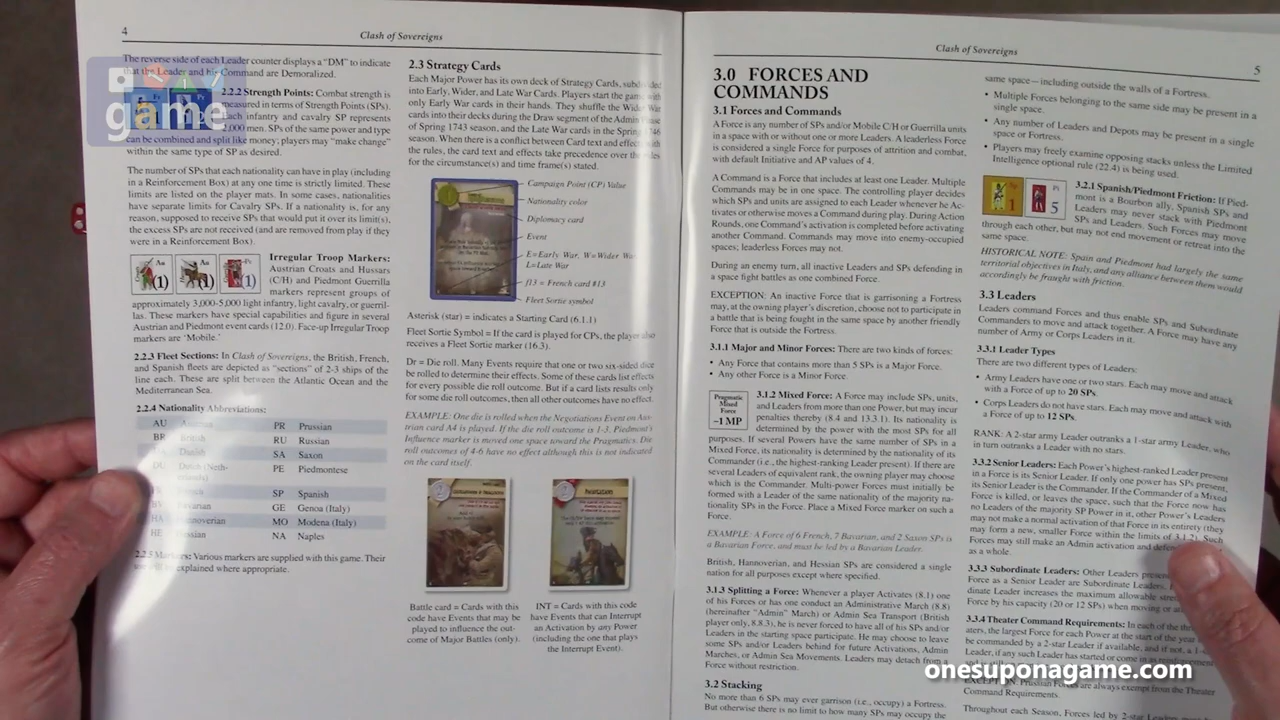 4
Clash of Sovereigns
The reverse side of each Leader counter displays a "DM" to indicate
that the Leader and his Command are Demoralized.
2.2.2 Strength Points: Combat strength is
measured in terms of Strength Points (SPs).
Each infantry and cavalry SP represents
2,000 men. SPs of the same power and type
can be combined and split like money; players may "make change"
within the same type of SP as desired.
The number of SPs that each nationality can have in play (including
in a Reinforcement Box) at any time is strictly limited. These
limits are listed on the player mats. In some cases, nationalities
have separate limits for Cavalry SPs. If a nationality is, for any
reason, supposed to receive SPs that would put it over its limit(s),
the excess SPs are not received (and are removed from play if they
were in a Reinforcement Box).
Au
(1)
Au
(1)
(1)
Irregular Troop Markers:
Austrian Croats and Hussars
(C/H) and Piedmont Guerrilla
markers represent groups of
approximately 3,000-5,000 light infantry, light cavalry, or guerril-
las. These markers have special capabilities and figure in several
Austrian and Piedmont event cards (12.0). Face-up Irregular Troop
markers are 'Mobile.'
2.2.3 Fleet Sections: In Clash of Sovereigns, the British, French,
and Spanish fleets are depicted as "sections" of 2-3 ships of the
line each. These are split between the Atlantic Ocean and the
Mediterranean Sea.
2.2.4 Nationality Abbreviations:
AU PR Prussian
BR British RU Russian
Danish SA Saxon
DU Dutch (Neth- PE Piedmontese
erlands)
SP Spanish
BV Bavarian GE Genoa (Italy)
HA Hannoverian MO Modena (Italy)
HE Hessian NA Naples
2.2.5 Markers: Various markers are supplied with this game. Their
explained where appropriate.
2.3 Strategy Cards
Each Major Power has its own deck of Strategy Cards, subdivided
into Early, Wider, and Late War Cards. Players start the game with
only Early War cards in their hands. They shuffle the Wider War
cards into their decks during the Draw segment of the Admin Phase
of Spring 1743 season, and the Late War cards in the Spring 1746
season. When there is a conflict between Card text and effects with
the rules, the card text and effects take precedence over the rules
for the circumstance(s) and time frame(s) stated.
Campaign Point (CP) Value
Nationality color
Diplomacy card
Event
E=Early War, W=Wider War
L=Late War
f13 = French card #13
Fleet Sortie symbol
Asterisk (star) = indicates a Starting Card (6.1.1)
Fleet Sortie Symbol = If the card is played for CPs, the player also
receives a Fleet Sortie marker (16.3).
Dr = Die roll. Many Events require that one or two six-sided dice
be rolled to determine their effects. Some of these cards list effects
for every possible die roll outcome. But if a card lists results only
for some die roll outcomes, then all other outcomes have no effect.
EXAMPLE: One die is rolled when the Negotiations Event on Aus-
trian card A4 is played. If the die roll outcome is 1-3, Piedmont's
Influence marker is moved one space toward the Pragmatics. Die
roll outcomes of 4-6 have no effect although this is not indicated
on the card itself.
2
2
Battle card = Cards with this
code have Events that may be
played to influence the out-
come of Major Battles (only).
INT = Cards with this code
have Events that can Interrupt
an Activation by any Power
(including the one that plays
the Interrupt Event).
Clash of Sovereigns
5
3.0 FORCES AND
COMMANDS
3.1 Forces and Commands
A Force is any number of SPs and/or Mobile C/H or Guerrilla units
in a space with or without one or more Leaders. A leaderless Force
is considered a single Force for purposes of attrition and combat,
with default Initiative and AP values of 4.
A Command is a Force that includes at least one Leader. Multiple
Commands may be in one space. The controlling player decides
which SPs and units are assigned to each Leader whenever he Ac-
tivates or otherwise moves a Command during play. During Action
Rounds, one Command's activation is completed before activating
another Command. Commands may move into enemy-occupied
spaces; leaderless Forces may not.
During an enemy turn, all inactive Leaders and SPs defending in
a space fight battles as one combined Force.
EXCEPTION: An inactive Force that is garrisoning a Fortress
may, at the owning player's discretion, choose not to participate in
a battle that is being fought in the same space by another friendly
Force that is outside the Fortress.
3.1.1 Major and Minor Forces: There are two kinds of forces:
• Any Force that contains more than 5 SPs is a Major Force.
• Any other Force is a Minor Force.
Pragmatic
Mixed
Force
–1 MP
3.1.2 Mixed Force: A Force may include SPs, units,
and Leaders from more than one Power, but may incur
penalties thereby (8.4 and 13.3.1). Its nationality is
determined by the power with the most SPs for all
purposes. If several Powers have the same number of SPs in a
Mixed Force, its nationality is determined by the nationality of its
Commander (i.e., the highest-ranking Leader present). If there are
several Leaders of equivalent rank, the owning player may choose
which is the Commander. Multi-power Forces must initially be
formed with a Leader of the same nationality of the majority na-
tionality SPs in the Force. Place a Mixed Force marker on such a
Force.
EXAMPLE: A Force of 6 French, 7 Bavarian, and 2 Saxon SPs is
a Bavarian Force, and must be led by a Bavarian Leader.
British, Hannoverian, and Hessian SPs are considered a single
nation for all purposes except where specified.
3.1.3 Splitting a Force: Whenever a player Activates (8.1) one
of his Forces or has one conduct an Administrative March (8.8)
(hereinafter "Admin" March) or Admin Sea Transport (British
player only, 8.8.3), he is never forced to have all of his SPs and/or
Leaders in the starting space participate. He may choose to leave
some SPs and/or Leaders behind for future Activations, Admin
Marches, or Admin Sea Movements. Leaders may detach from a
Force without restriction.
3.2 Stacking
No more than 6 SPs may ever garrison (i.e., occupy) a Fortress.
But otherwise there is no limit to how many SPs may occupy the
same space—including outside the walls of a Fortress.
• Multiple Forces belonging to the same side may be present in a
single space.
• Any number of Leaders and Depots may be present in a single
space or Fortress.
• Players may freely examine opposing stacks unless the Limited
Intelligence optional rule (22.4) is being used.
Sp
1
Pi
5
3.2.1 Spanish/Piedmont Friction: If Pied-
mont is a Bourbon ally, Spanish SPs and
Leaders may never stack with Piedmont
SPs and Leaders. Such Forces may move
through each other, but may not end movement or retreat into the
same space.
HISTORICAL NOTE: Spain and Piedmont had largely the same
territorial objectives in Italy, and any alliance between them would
accordingly be fraught with friction.
3.3 Leaders
Leaders command Forces and thus enable SPs and Subordinate
Commanders to move and attack together. A Force may have any
number of Army or Corps Leaders in it.
3.3.1 Leader Types
There are two different types of Leaders:
• Army Leaders have one or two stars. Each may move and attack
with a Force of up to 20 SPs.
• Corps Leaders do not have stars. Each may move and attack with
a Force of up to 12 SPs.
RANK: A 2-star army Leader outranks a 1-star army Leader, who
in turn outranks a Leader with no stars.
3.3.2 Senior Leaders: Each Power's highest-ranked Leader present
in a Force is its Senior Leader. If only one power has SPs present,
its Senior Leader is the Commander. If the Commander of a Mixed
Force is killed, or leaves the space, such that the Force now has
no Leaders of the majority SP Power in it, other Power's Leaders
may not make a normal activation of that Force in its entirety (they
may form a new, smaller Force within the limits of 3.1.2). Such
Forces may still make an Admin activation and defend
as a whole.
3.3.3 Subordinate Leaders: Other Leaders present
Force as a Senior Leader are Subordinate Leaders.
dinate Leader increases the maximum allowable
Force by his capacity (20 or 12 SPs) when moving or
3.3.4 Theater Command Requirements: In each of the
aters, the largest Force for each Power at the start of the year
be commanded by a 2-star Leader if available, and if not, a 1-
Leader, if any such Leader has started or come in
EXCEPTION: Prussian Forces are always exempt from the Theater
Command Requirements.
Throughout each Season, Forces led by 2-star
game
onesuponagame.com